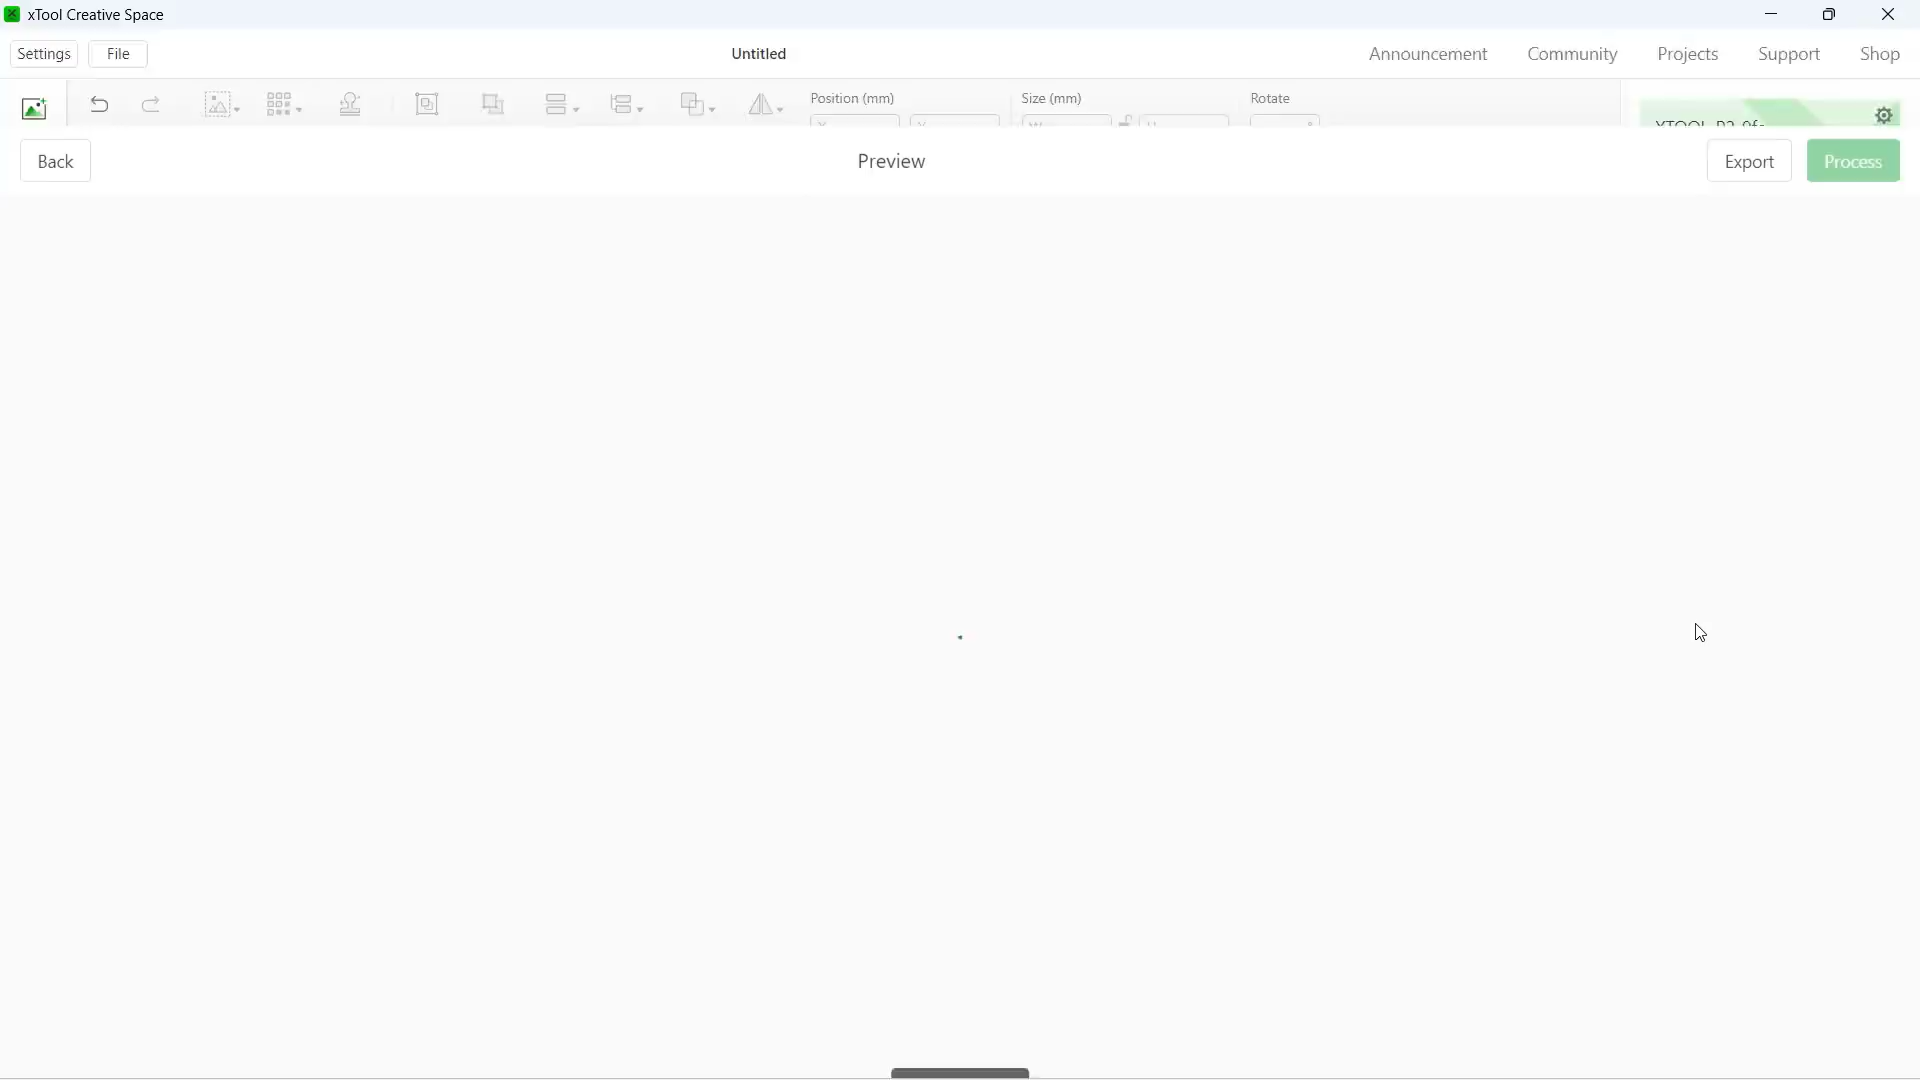 xTool Creative Space
Settings File Untitled Announcement Community Projects Support Shop
Position (mm) Size (mm) Rotate
Back Preview Export Process